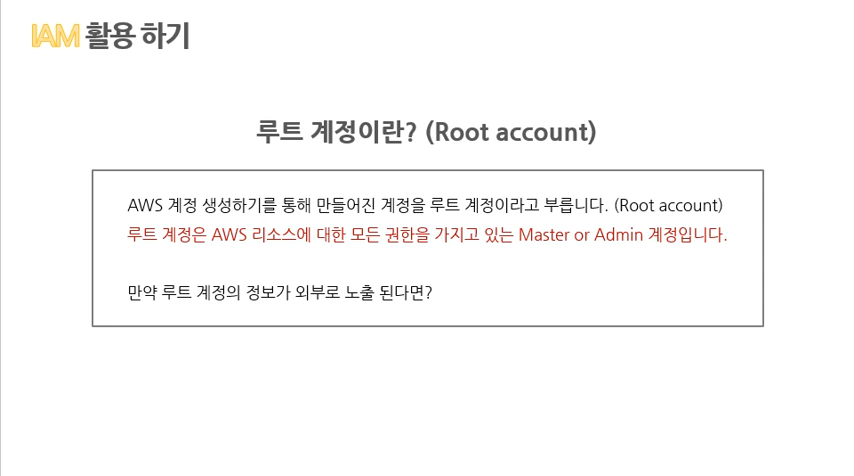 IAM 활용 하기
루트 계정이란? (Root account)
AWS 계정 생성하기를 통해 만들어진 계정을 루트 계정이라고 부릅니다. (Root account)
루트 계정은 AWS 리소스에 대한 모든 권한을 가지고 있는 Master or Admin 계정입니다.
만약 루트 계정의 정보가 외부로 노출 된다면?